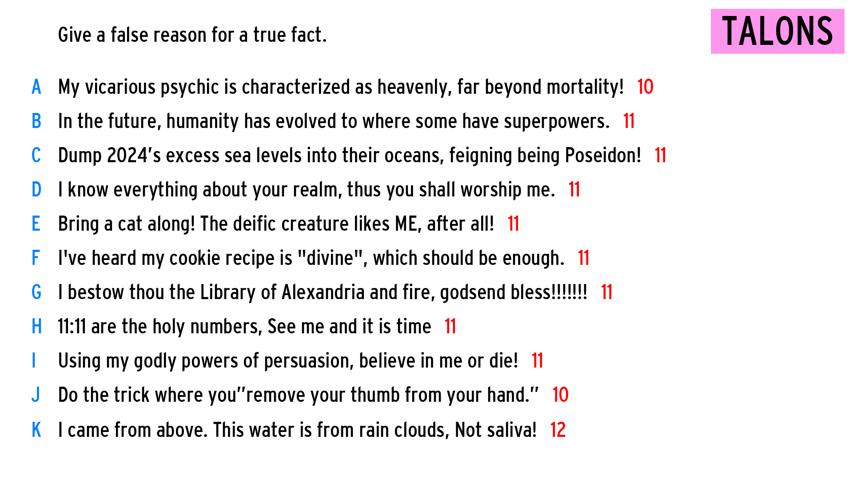 Give a false reason for a true fact.
TALONS
A My vicarious psychic is characterized as heavenly, far beyond mortality! 10
B In the future, humanity has evolved to where some have superpowers. 11
C Dump 2024's excess sea levels into their oceans, feigning being Poseidon! 11
D I know everything about your realm, thus you shall worship me. 11
E Bring a cat along! The deific creature likes ME, after all! 11
F I've heard my cookie recipe is "divine", which should be enough. 11
G I bestow thou the Library of Alexandria and fire, godsend bless!!!!!!! 11
H 11:11 are the holy numbers, See me and it is time 11
I Using my godly powers of persuasion, believe in me or die! 11
J Do the trick where you”remove your thumb from your hand.” 10
K I came from above. This water is from rain clouds, Not saliva! 12